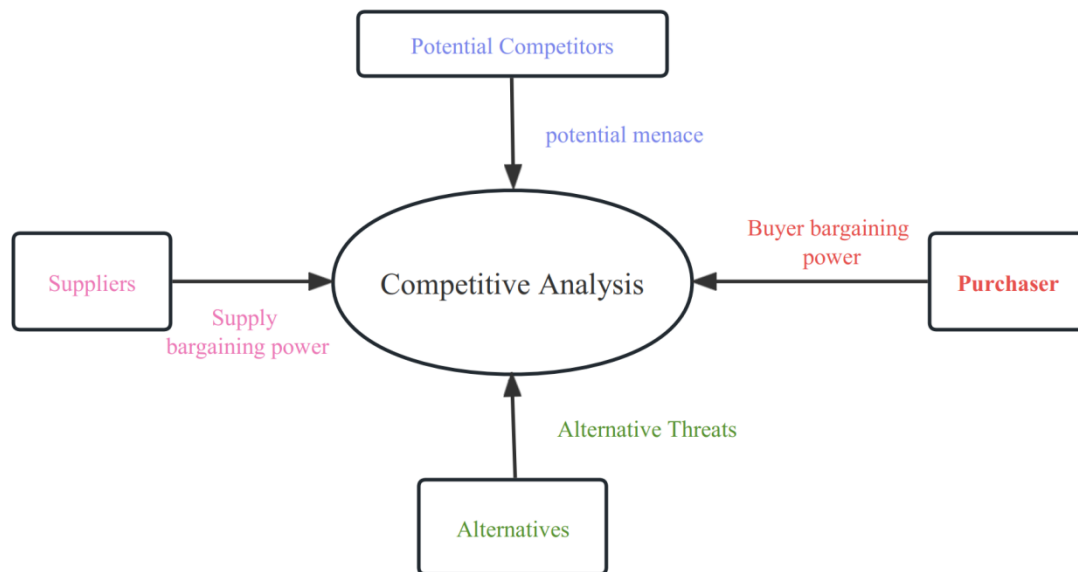 Potential Competitors
potential menace
Buyer bargaining
power
Suppliers
Competitive Analysis
Purchaser
Supply
bargaining power
Alternative Threats
Alternatives